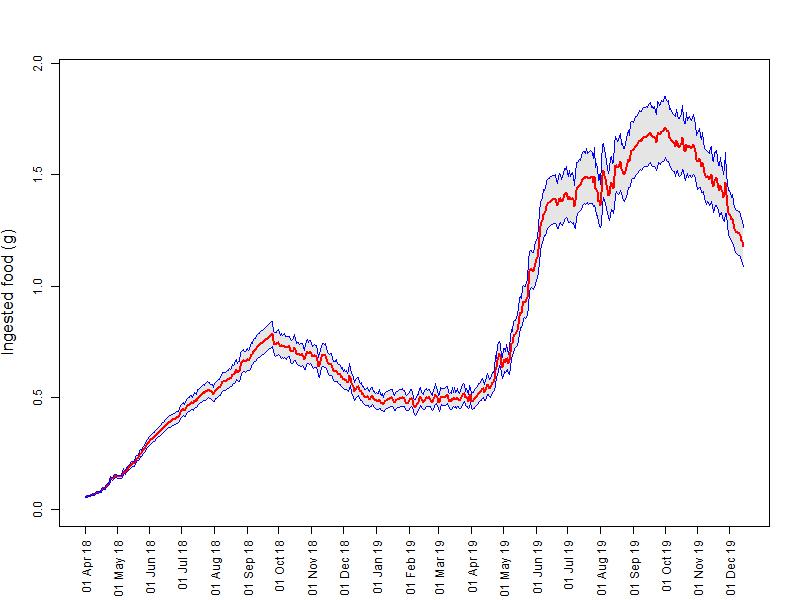 Ingested food (g)
2.0
1.5
1.0
0.5
0.0
01 Apr 18
01 May 18
01 Jun 18
01 Jul 18
01 Aug 18
01 Sep 18
01 Oct 18
01 Nov 18
01 Dec 18
01 Jan 19
01 Feb 19
01 Mar 19
01 Apr 19
01 May 19
01 Jun 19
01 Jul 19
01 Aug 19
01 Sep 19
01 Oct 19
01 Nov 19
01 Dec 19